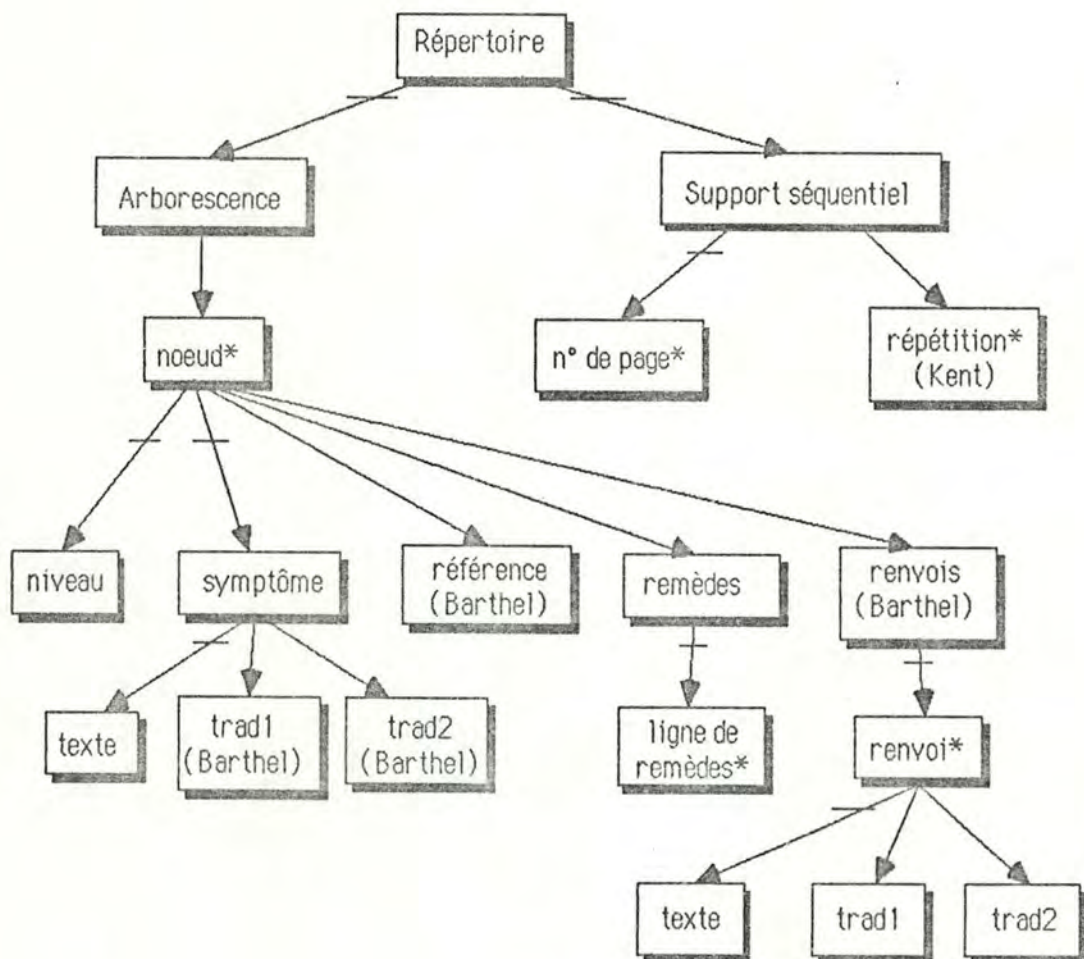 Répertoire
Arborescence
Support séquentiel
noeud*
n° de page*
répétition*
(Kent)
niveau
symptôme
référence
(Barthel)
remèdes
renvois
(Barthel)
texte
trad1
(Barthel)
trad2
(Barthel)
ligne de
remèdes*
renvoi*
texte
trad1
trad2